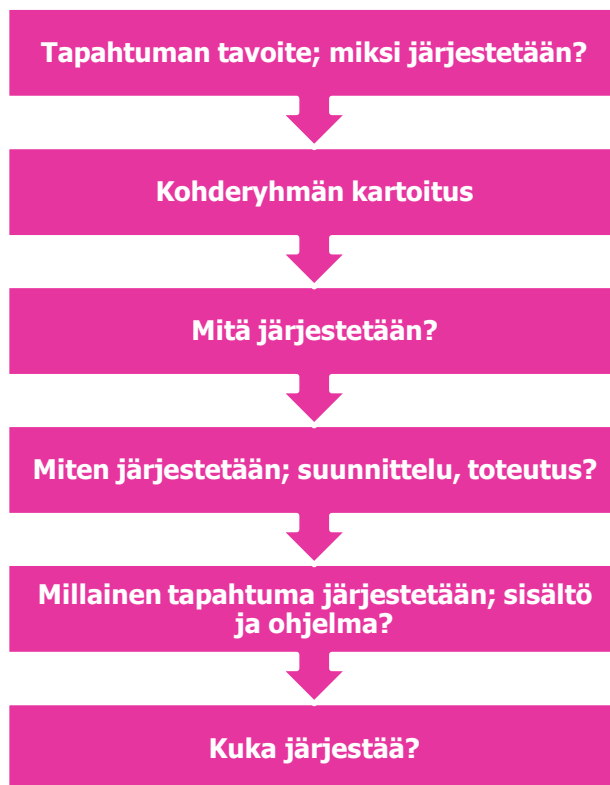 Tapahtuman tavoite; miksi järjestetään?
Kohderyhmän kartoitus
Mitä järjestetään?
Miten järjestetään; suunnittelu, toteutus?
Millainen tapahtuma järjestetään; sisältö
ja ohjelma?
Kuka järjestää?